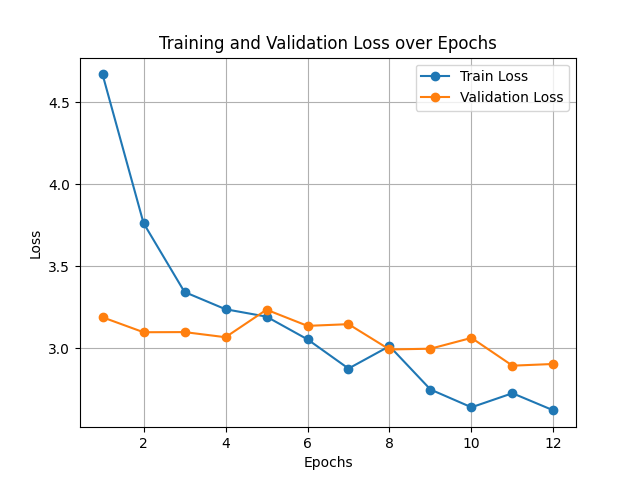 Training and Validation Loss over Epochs
Train Loss
Validation Loss
4.5
4.0
3.5
3.0
Loss
2 4 6 8 10 12
Epochs